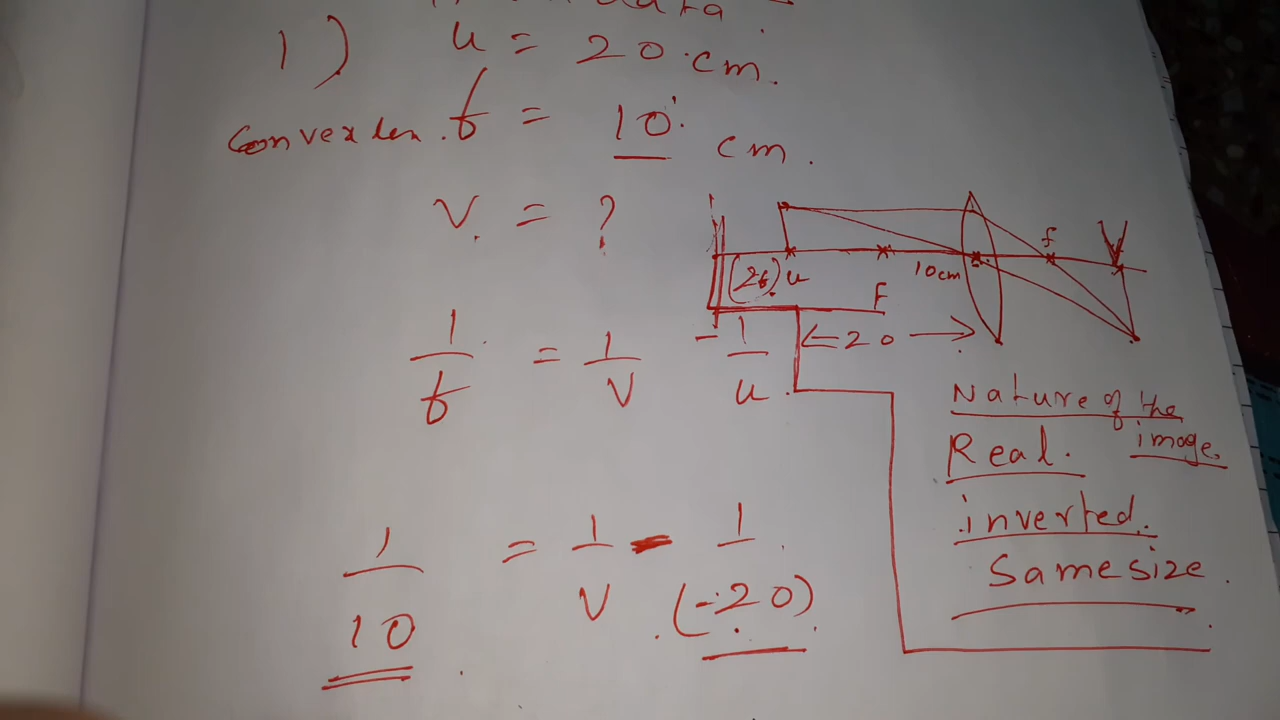 1) u = 20 cm.
Convex len. f = 10 cm.
v. = ?
f V
(2f) u 10cm
F
1/f = 1/v - 1/u
← 20 →
Nature of the
image.
Real.
inverted.
Same size.
1/10 = 1/v - 1/(-20)